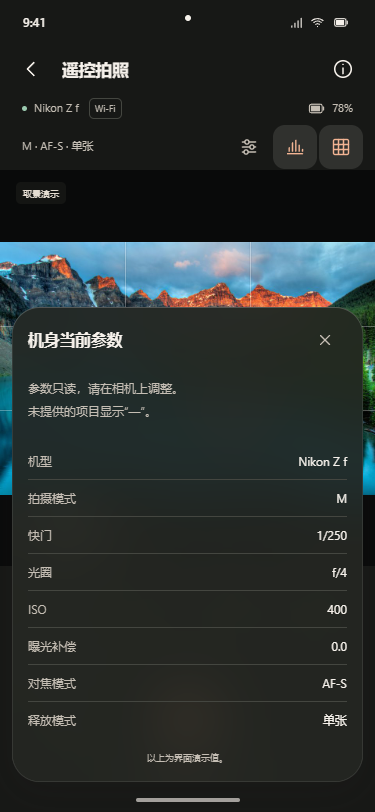 9:41
遥控拍照
Nikon Z f Wi-Fi 78%
M · AF-S · 单张
取景演示
机身当前参数
参数只读，请在相机上调整。
未提供的项目显示“—”。
机型 Nikon Z f
拍摄模式 M
快门 1/250
光圈 f/4
ISO 400
曝光补偿 0.0
对焦模式 AF-S
释放模式 单张
以上为界面演示值。